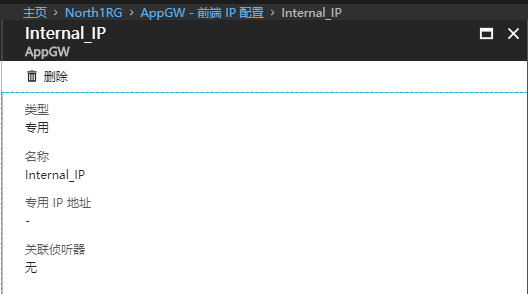 主页 > North1RG > AppGW - 前端 IP 配置 > Internal_IP
Internal_IP
AppGW
删除
类型
专用
名称
Internal_IP
专用 IP 地址
-
关联侦听器
无